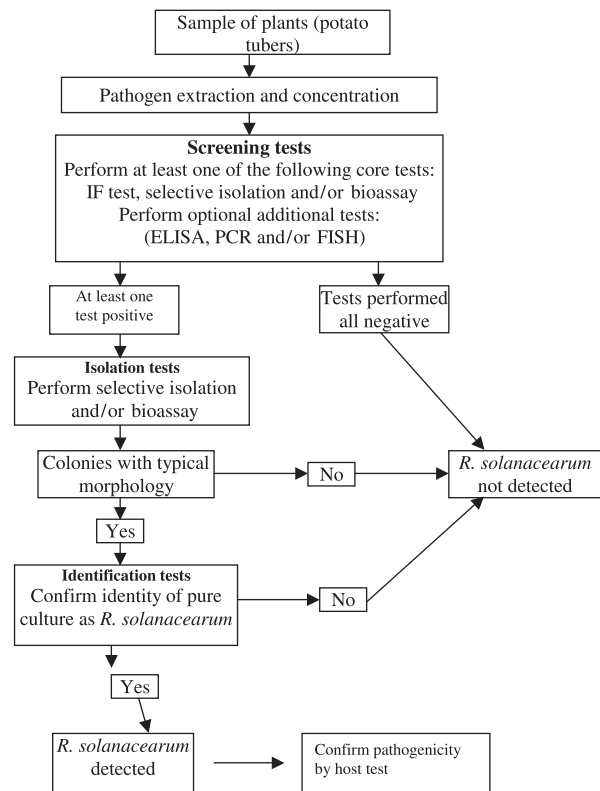 Sample of plants (potato
tubers)
Pathogen extraction and concentration
Screening tests
Perform at least one of the following core tests:
IF test, selective isolation and/or bioassay
Perform optional additional tests:
(ELISA, PCR and/or FISH)
At least one
test positive
Tests performed
all negative
Isolation tests
Perform selective isolation
and/or bioassay
Colonies with typical
morphology
No
R. solanacearum
not detected
Yes
Identification tests
Confirm identity of pure
culture as R. solanacearum
No
Yes
R. solanacearum
detected
Confirm pathogenicity
by host test